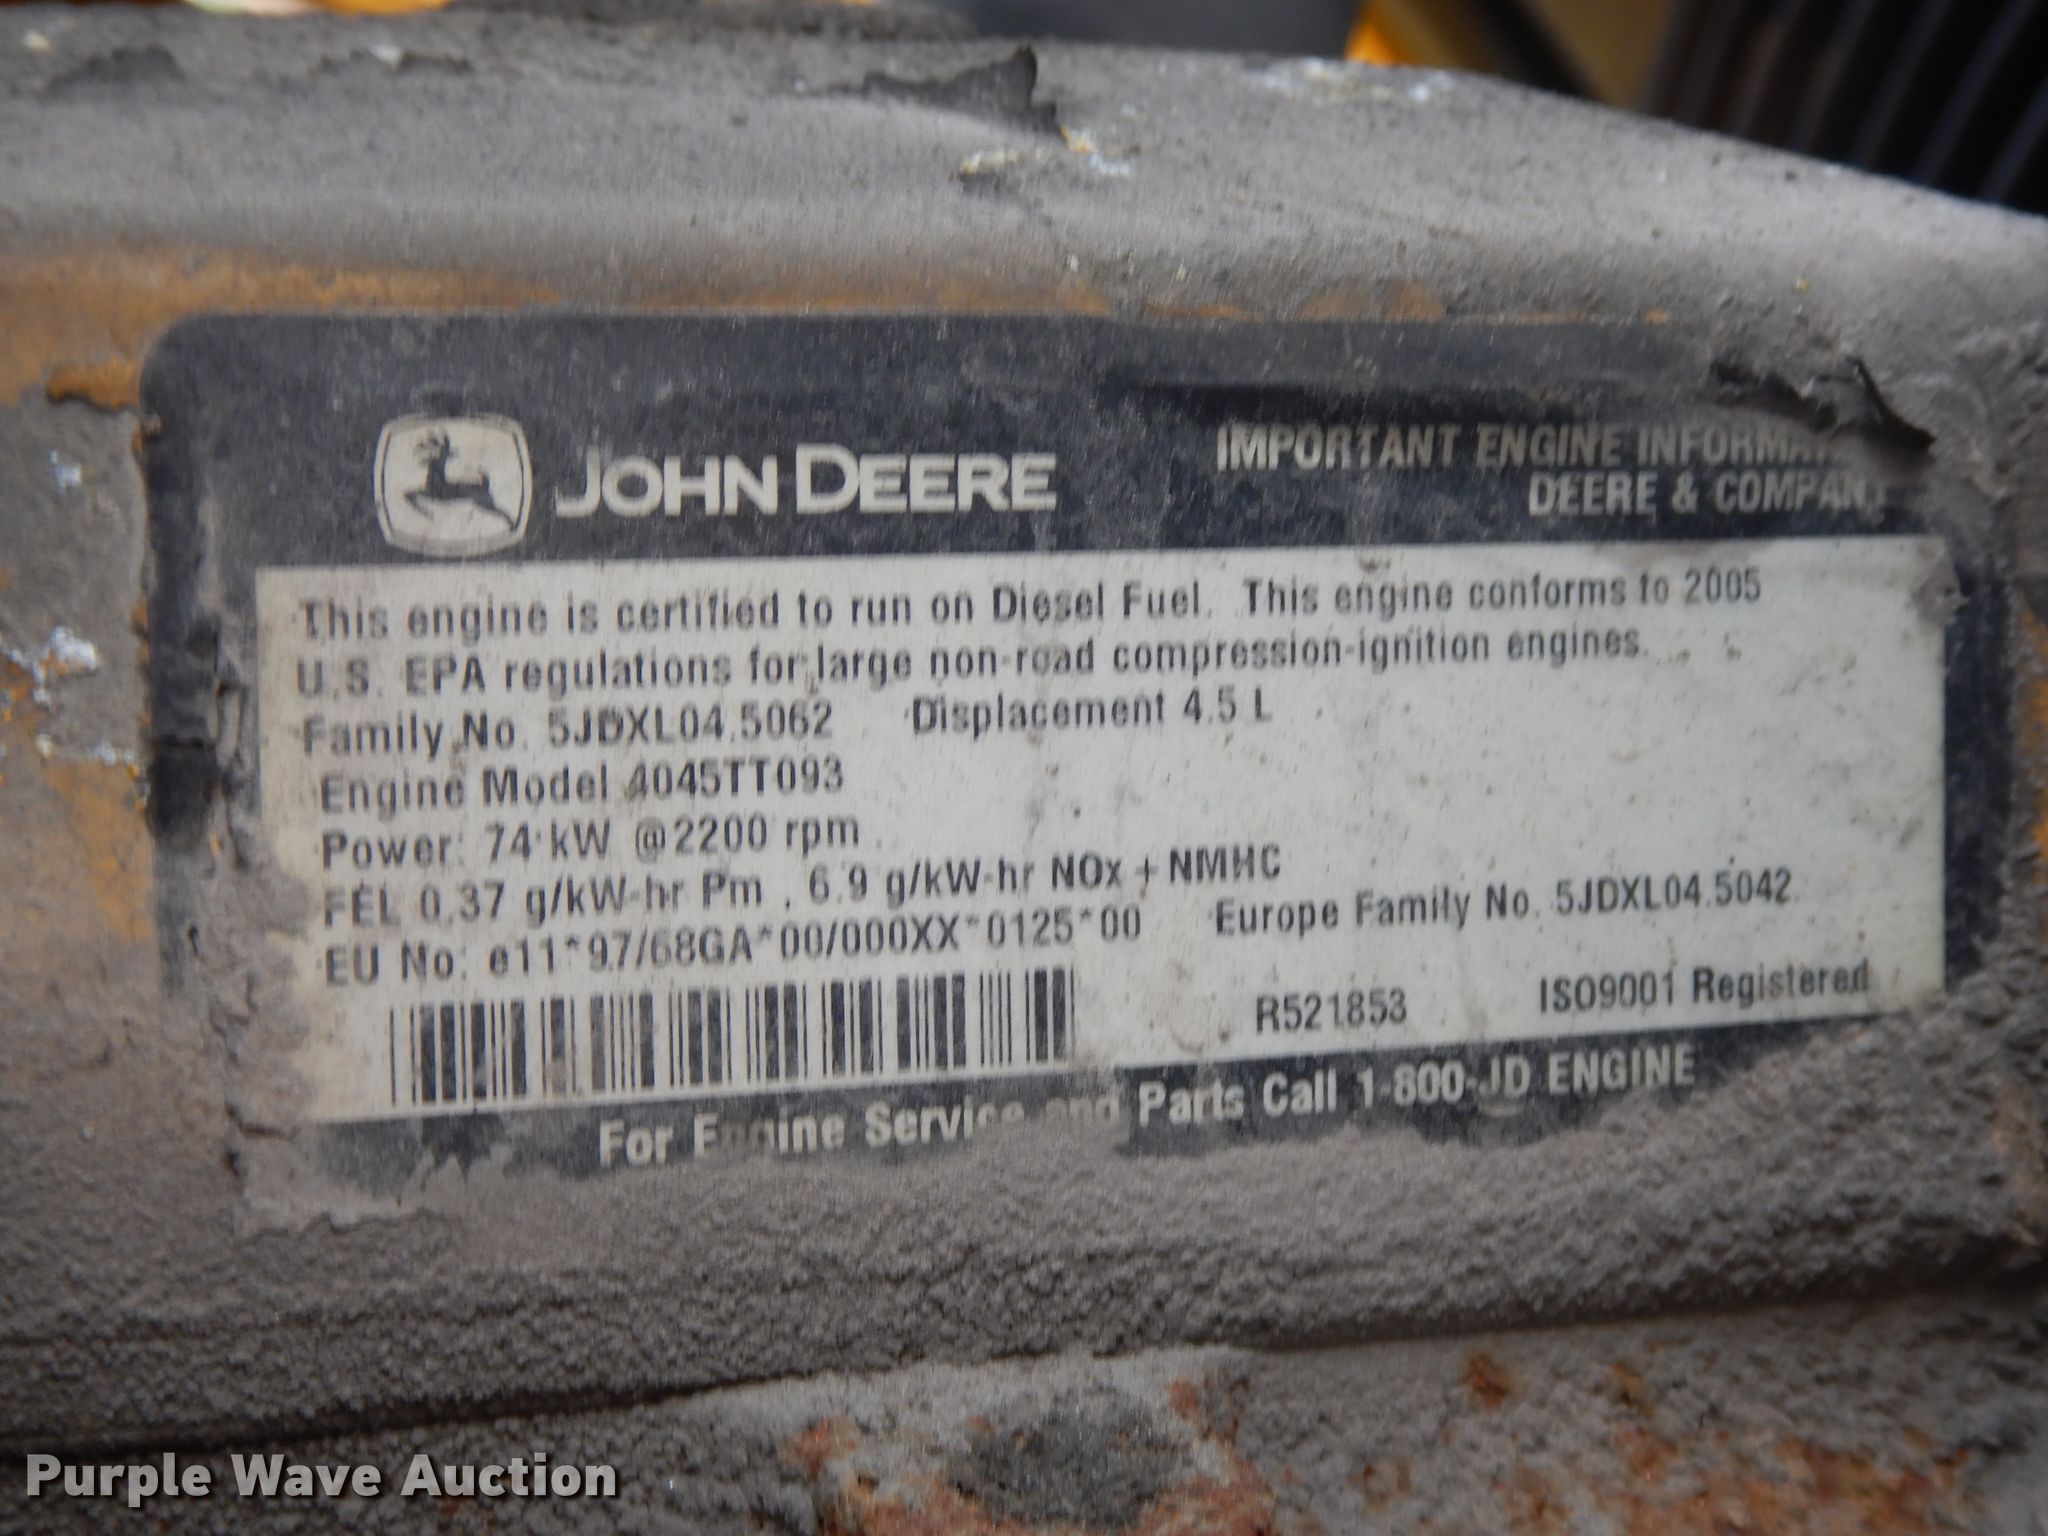 JOHN DEERE
IMPORTANT ENGINE
DEERE & COMPANY
This engine is certified to run on Diesel Fuel. This engine conforms to 2005
U.S. EPA regulations for large non-road compression-ignition engines.
Family No. 5JDXL04.5062 Displacement 4.5 L
Engine Model 4045TT093
Power: 74 kW @2200 rpm
FEL 0.37 g/kW-hr Pm , 6.9 g/kW-hr NOx + NMHC
EU No: e11*97/68GA*00/000XX*0125*00 Europe Family No. 5JDXL04.5042
R521853 ISO9001 Registered
For Engine Service and Parts Call 1-800-JD ENGINE
Purple Wave Auction